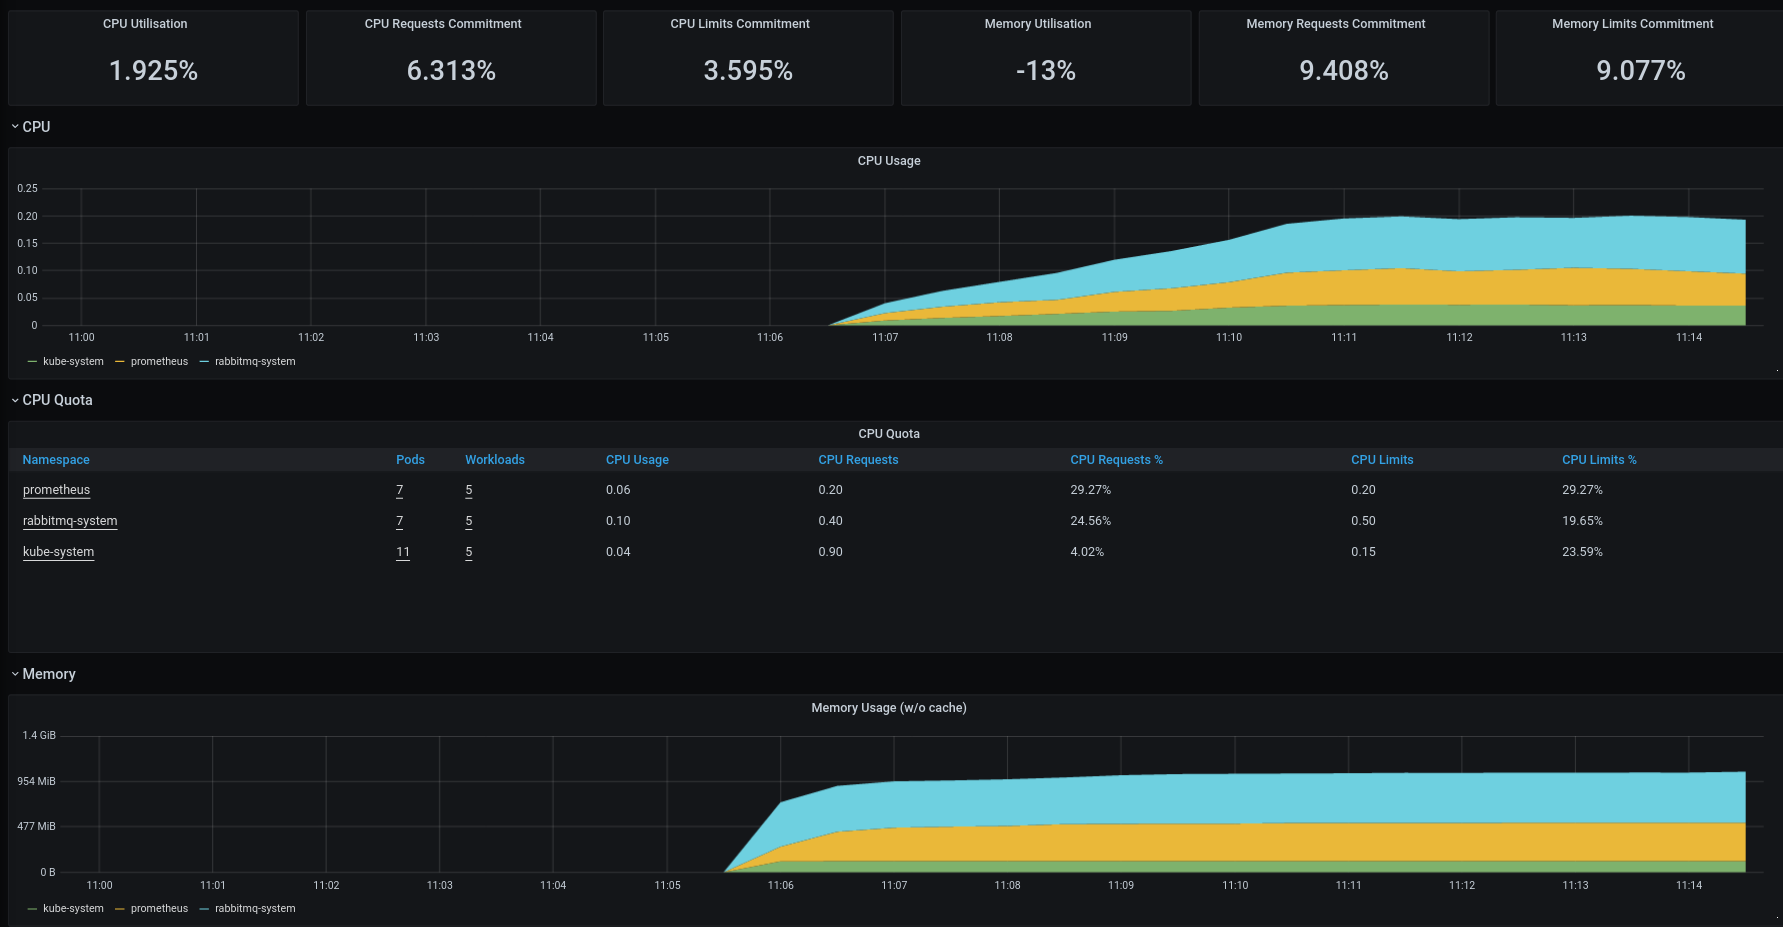 CPU Utilisation CPU Requests Commitment CPU Limits Commitment Memory Utilisation Memory Requests Commitment Memory Limits Commitment
1.925% 6.313% 3.595% -13% 9.408% 9.077%
CPU
CPU Usage
0.25
0.20
0.15
0.10
0.05
0
11:00 11:01 11:02 11:03 11:04 11:05 11:06 11:07 11:08 11:09 11:10 11:11 11:12 11:13 11:14
kube-system prometheus rabbitmq-system
CPU Quota
CPU Quota
Namespace Pods Workloads CPU Usage CPU Requests CPU Requests % CPU Limits CPU Limits %
prometheus 7 5 0.06 0.20 29.27% 0.20 29.27%
rabbitmq-system 7 5 0.10 0.40 24.56% 0.50 19.65%
kube-system 11 5 0.04 0.90 4.02% 0.15 23.59%
Memory
Memory Usage (w/o cache)
1.4 GiB
954 MiB
477 MiB
0 B
11:00 11:01 11:02 11:03 11:04 11:05 11:06 11:07 11:08 11:09 11:10 11:11 11:12 11:13 11:14
kube-system prometheus rabbitmq-system